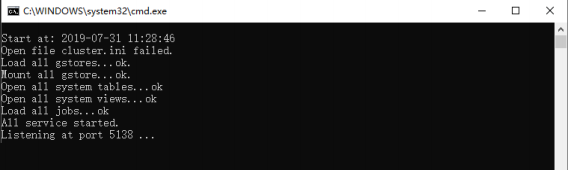 C:\WINDOWS\system32\cmd.exe
Start at: 2019-07-31 11:28:46
Open file cluster.ini failed.
Load all gstores...ok.
Mount all gstore...ok.
Open all system tables...ok
Open all system views...ok
Load all jobs...ok
All service started.
Listening at port 5138 ...